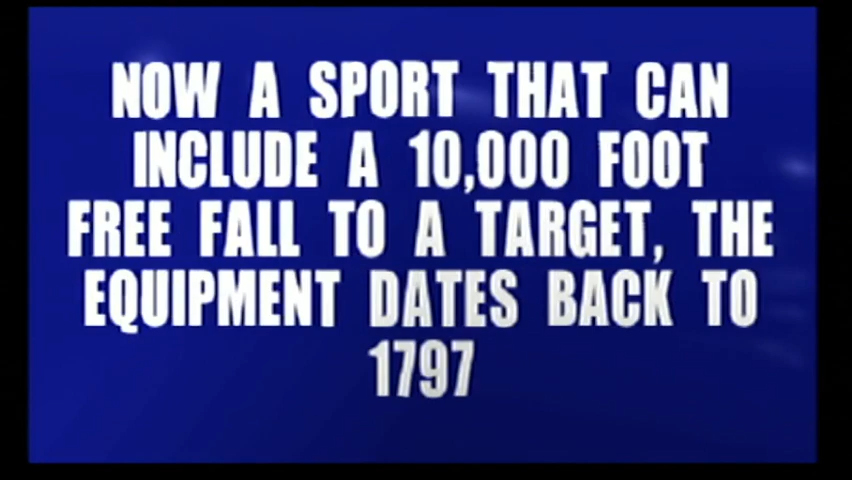 NOW A SPORT THAT CAN
INCLUDE A 10,000 FOOT
FREE FALL TO A TARGET, THE
EQUIPMENT DATES BACK TO
1797